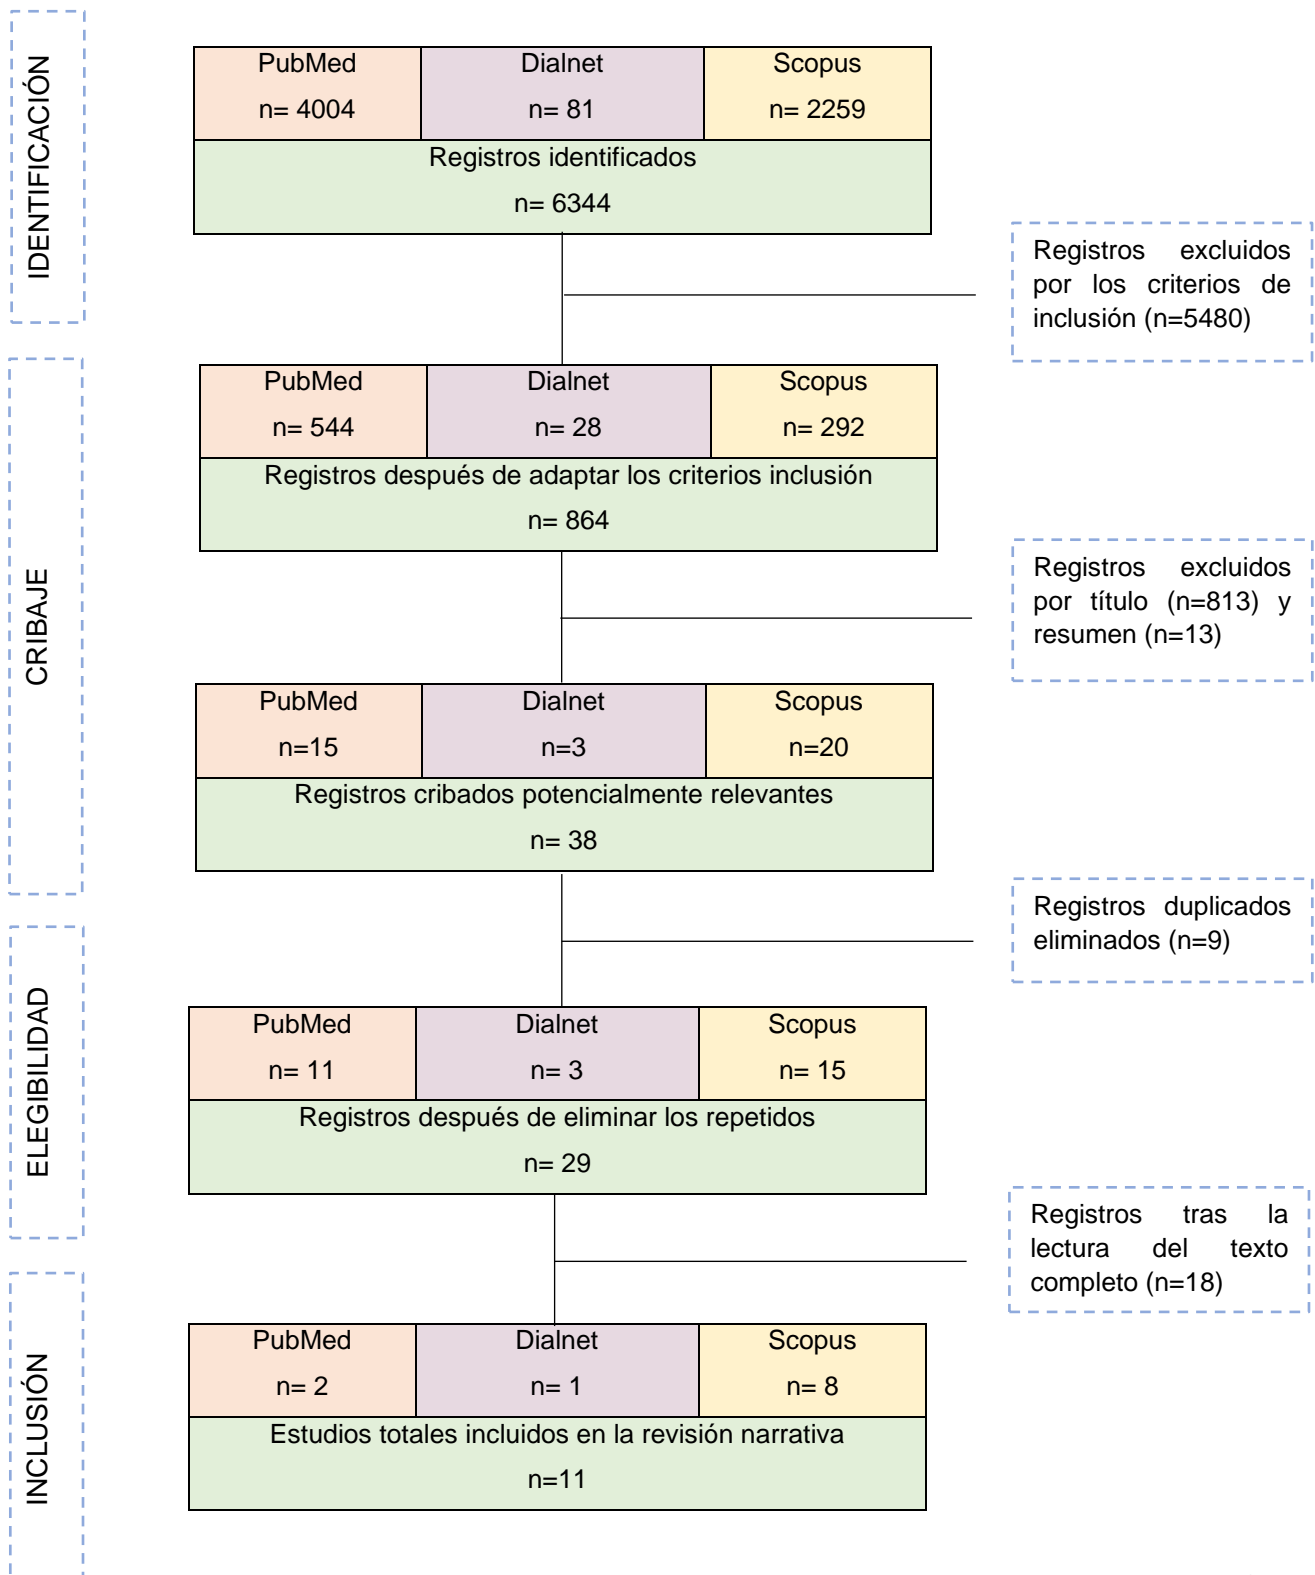 IDENTIFICACIÓN
PubMed
n= 4004
Dialnet
n= 81
Scopus
n= 2259
Registros identificados
n= 6344
Registros excluidos
por los criterios de
inclusión (n=5480)
CRIBAJE
PubMed
n= 544
Dialnet
n= 28
Scopus
n= 292
Registros después de adaptar los criterios inclusión
n= 864
Registros excluidos
por título (n=813) y
resumen (n=13)
PubMed
n=15
Dialnet
n=3
Scopus
n=20
Registros cribados potencialmente relevantes
n= 38
Registros duplicados
eliminados (n=9)
ELEGIBILIDAD
PubMed
n= 11
Dialnet
n= 3
Scopus
n= 15
Registros después de eliminar los repetidos
n= 29
Registros tras la
lectura del texto
completo (n=18)
INCLUSIÓN
PubMed
n= 2
Dialnet
n= 1
Scopus
n= 8
Estudios totales incluidos en la revisión narrativa
n=11